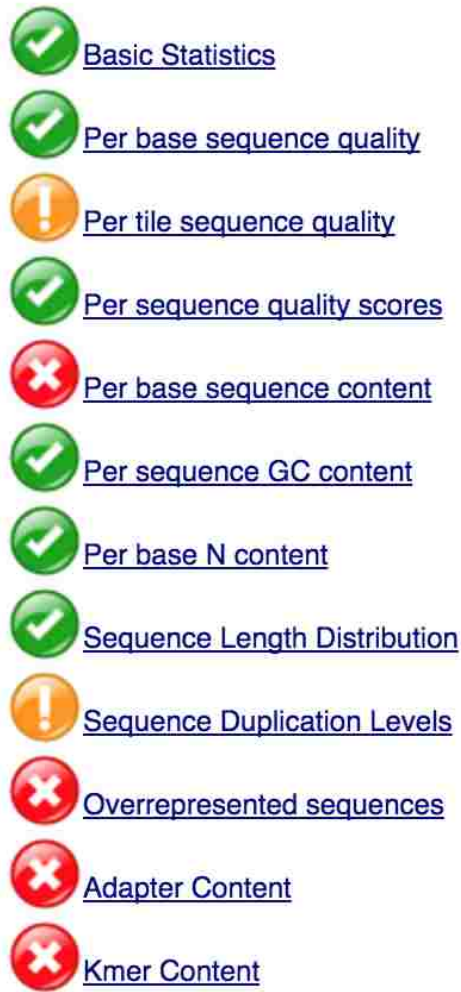 Basic Statistics
Per base sequence quality
Per tile sequence quality
Per sequence quality scores
Per base sequence content
Per sequence GC content
Per base N content
Sequence Length Distribution
Sequence Duplication Levels
Overrepresented sequences
Adapter Content
Kmer Content